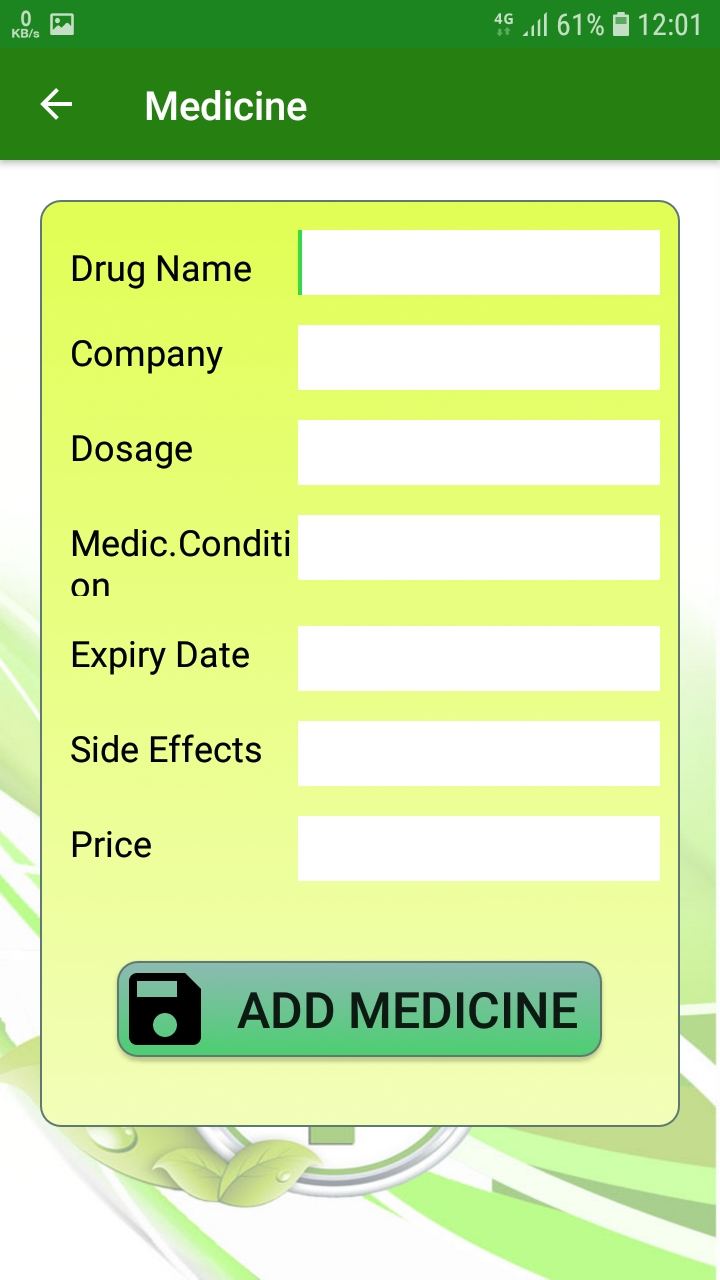 0
KB/s
4G
61%
12:01
Medicine
Drug Name
Company
Dosage
Medic.Conditi
on
Expiry Date
Side Effects
Price
ADD MEDICINE